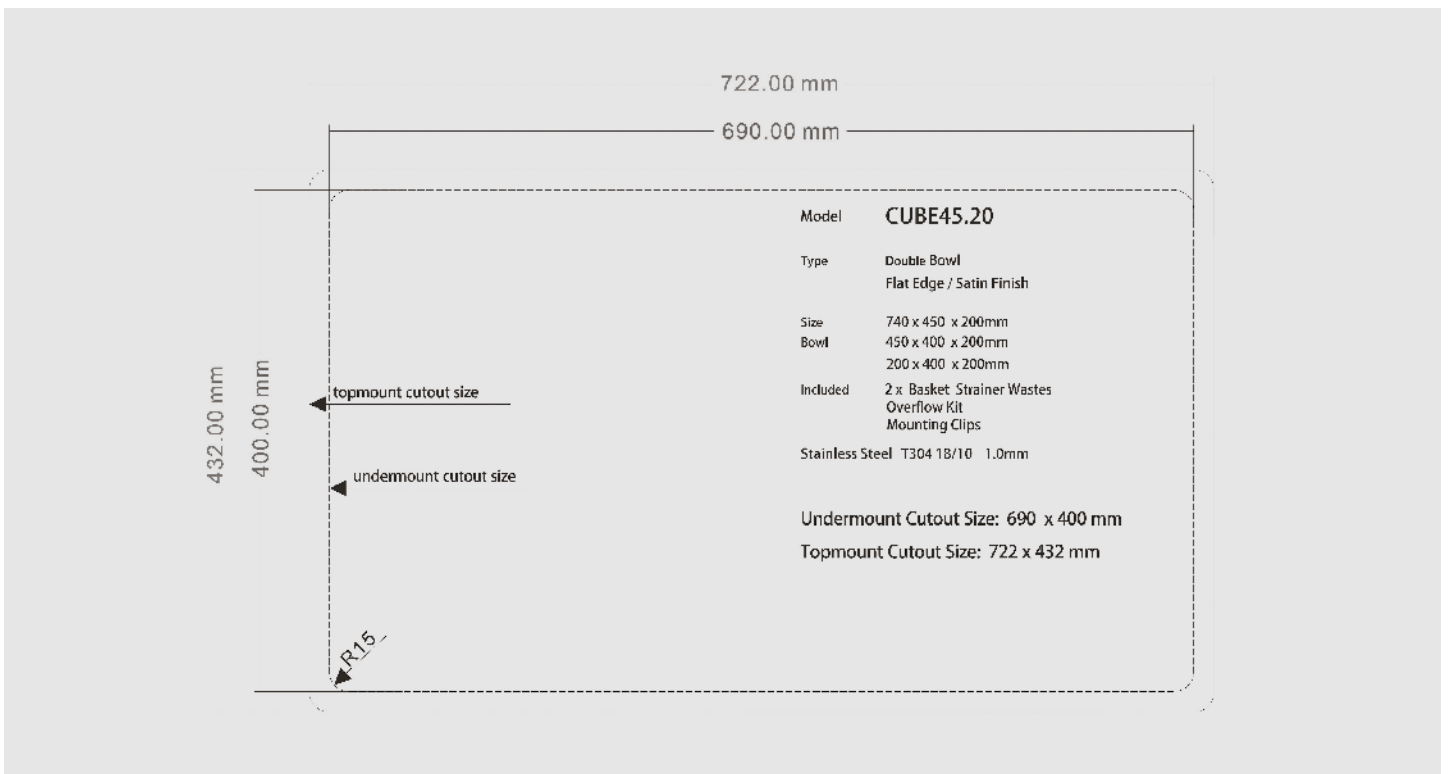 722.00 mm
690.00 mm
Model CUBE45.20
Type Double Bowl
Flat Edge / Satin Finish
Size 740 x 450 x 200mm
Bowl 450 x 400 x 200mm
200 x 400 x 200mm
Included 2 x Basket Strainer Wastes
Overflow Kit
Mounting Clips
Stainless Steel T304 18/10 1.0mm
Undermount Cutout Size: 690 x 400 mm
Topmount Cutout Size: 722 x 432 mm
432.00 mm
400.00 mm
topmount cutout size
undermount cutout size
R15